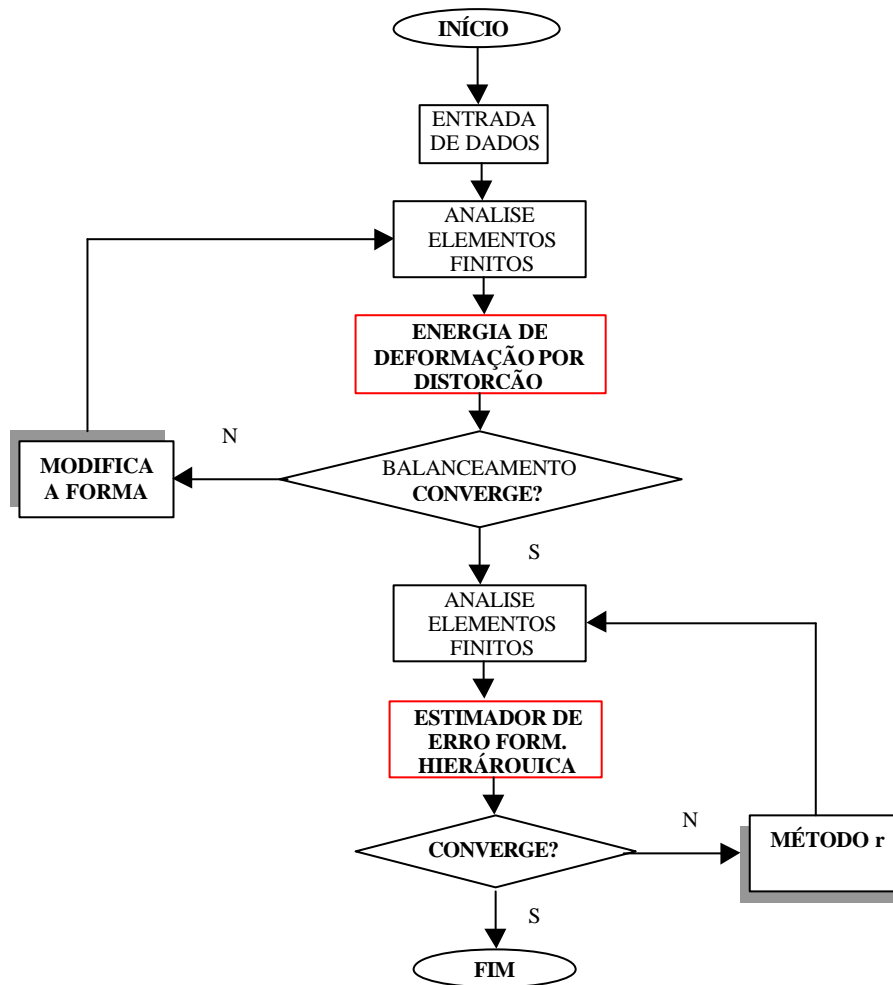 INÍCIO
ENTRADA
DE DADOS
ANALISE
ELEMENTOS
FINITOS
ENERGIA DE
DEFORMAÇÃO POR
DISTORCÃO
N
MODIFICA
A FORMA
BALANCEAMENTO
CONVERGE?
S
ANALISE
ELEMENTOS
FINITOS
ESTIMADOR DE
ERRO FORM.
HIERÁROUICA
N
MÉTODO r
CONVERGE?
S
FIM